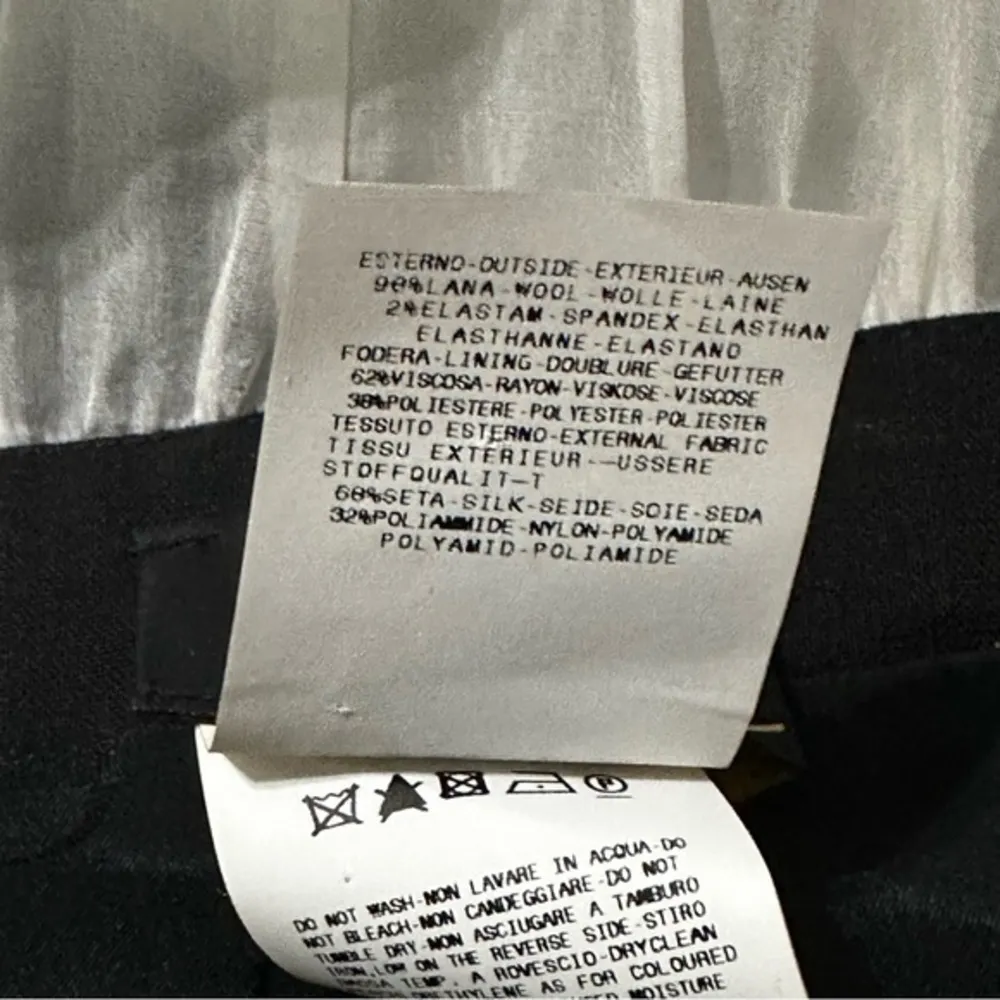 ESTERNO-OUTSIDE-EXTERIEUR-AUSEN
98%LANA-WOOL-WOLLE-LAINE
2%ELASTAM-SPANDEX-ELASTHAN
ELASTHANNE-ELASTANO
FODERA-LINING-DOUBLURE-GEFUTTER
62%VISCOSA-RAYON-VISKOSE-VISCOSE
38%POLIESTERE-POLYESTER-POLIESTER
TESSUTO ESTERNO-EXTERNAL FABRIC
TISSU EXTERIEUR-—USSERE
STOFFQUALIT—T
68%SETA-SILK-SEIDE-SOIE-SEDA
32%POLIAMMIDE-NYLON-POLYAMIDE
POLYAMID-POLIAMIDE
P
DO NOT WASH-NON LAVARE IN ACQUA-DO
NOT BLEACH-NON CANDEGGIARE-DO NOT
TUMBLE DRY-NON ASCIUGARE A TAMBURO
IRON,LOW ON THE REVERSE SIDE-STIRO
TEMP. A ROVESCIO-DRYCLEAN
AS FOR COLOURED
MOISTURE